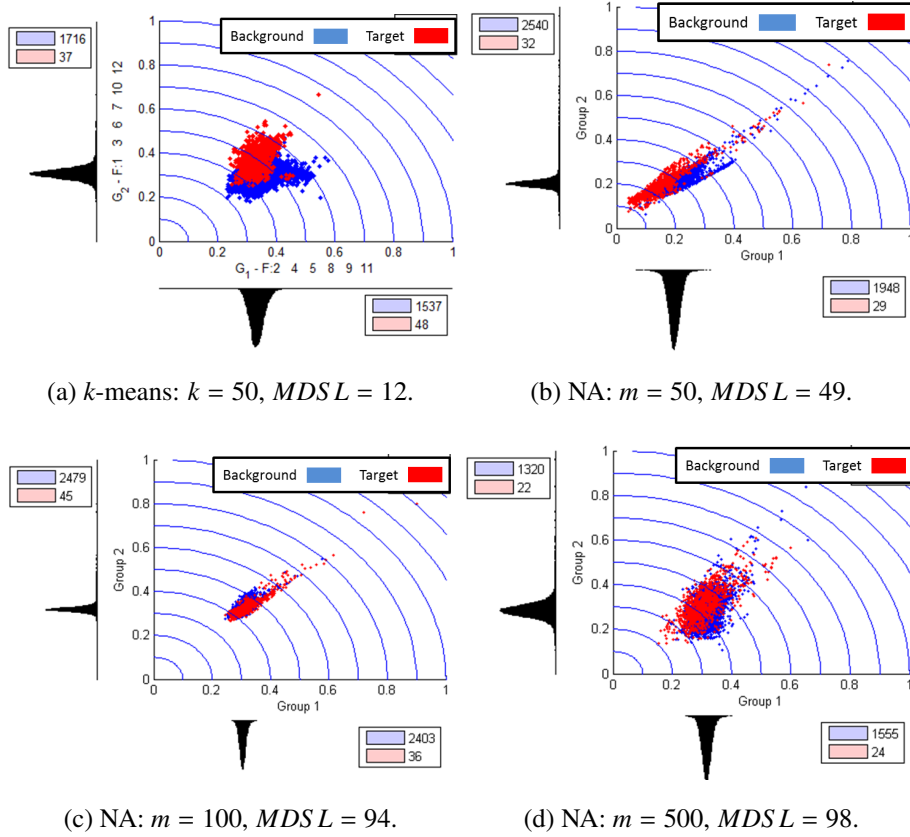 1716
37
Background Target
1
0.8
0.6
0.4
0.2
0
0 0.2 0.4 0.6 0.8 1
G2 - F:1 3 6 7 10 12
G1 - F:2 4 5 8 9 11
1537
48
(a) k-means: k = 50, MDSL = 12.
2540
32
Background Target
1
0.8
0.6
0.4
0.2
0
0 0.2 0.4 0.6 0.8 1
Group 2
Group 1
1948
29
(b) NA: m = 50, MDSL = 49.
2479
45
Background Target
1
0.8
0.6
0.4
0.2
0
0 0.2 0.4 0.6 0.8 1
Group 2
Group 1
2403
36
(c) NA: m = 100, MDSL = 94.
1320
22
Background Target
1
0.8
0.6
0.4
0.2
0
0 0.2 0.4 0.6 0.8 1
Group 2
Group 1
1555
24
(d) NA: m = 500, MDSL = 98.